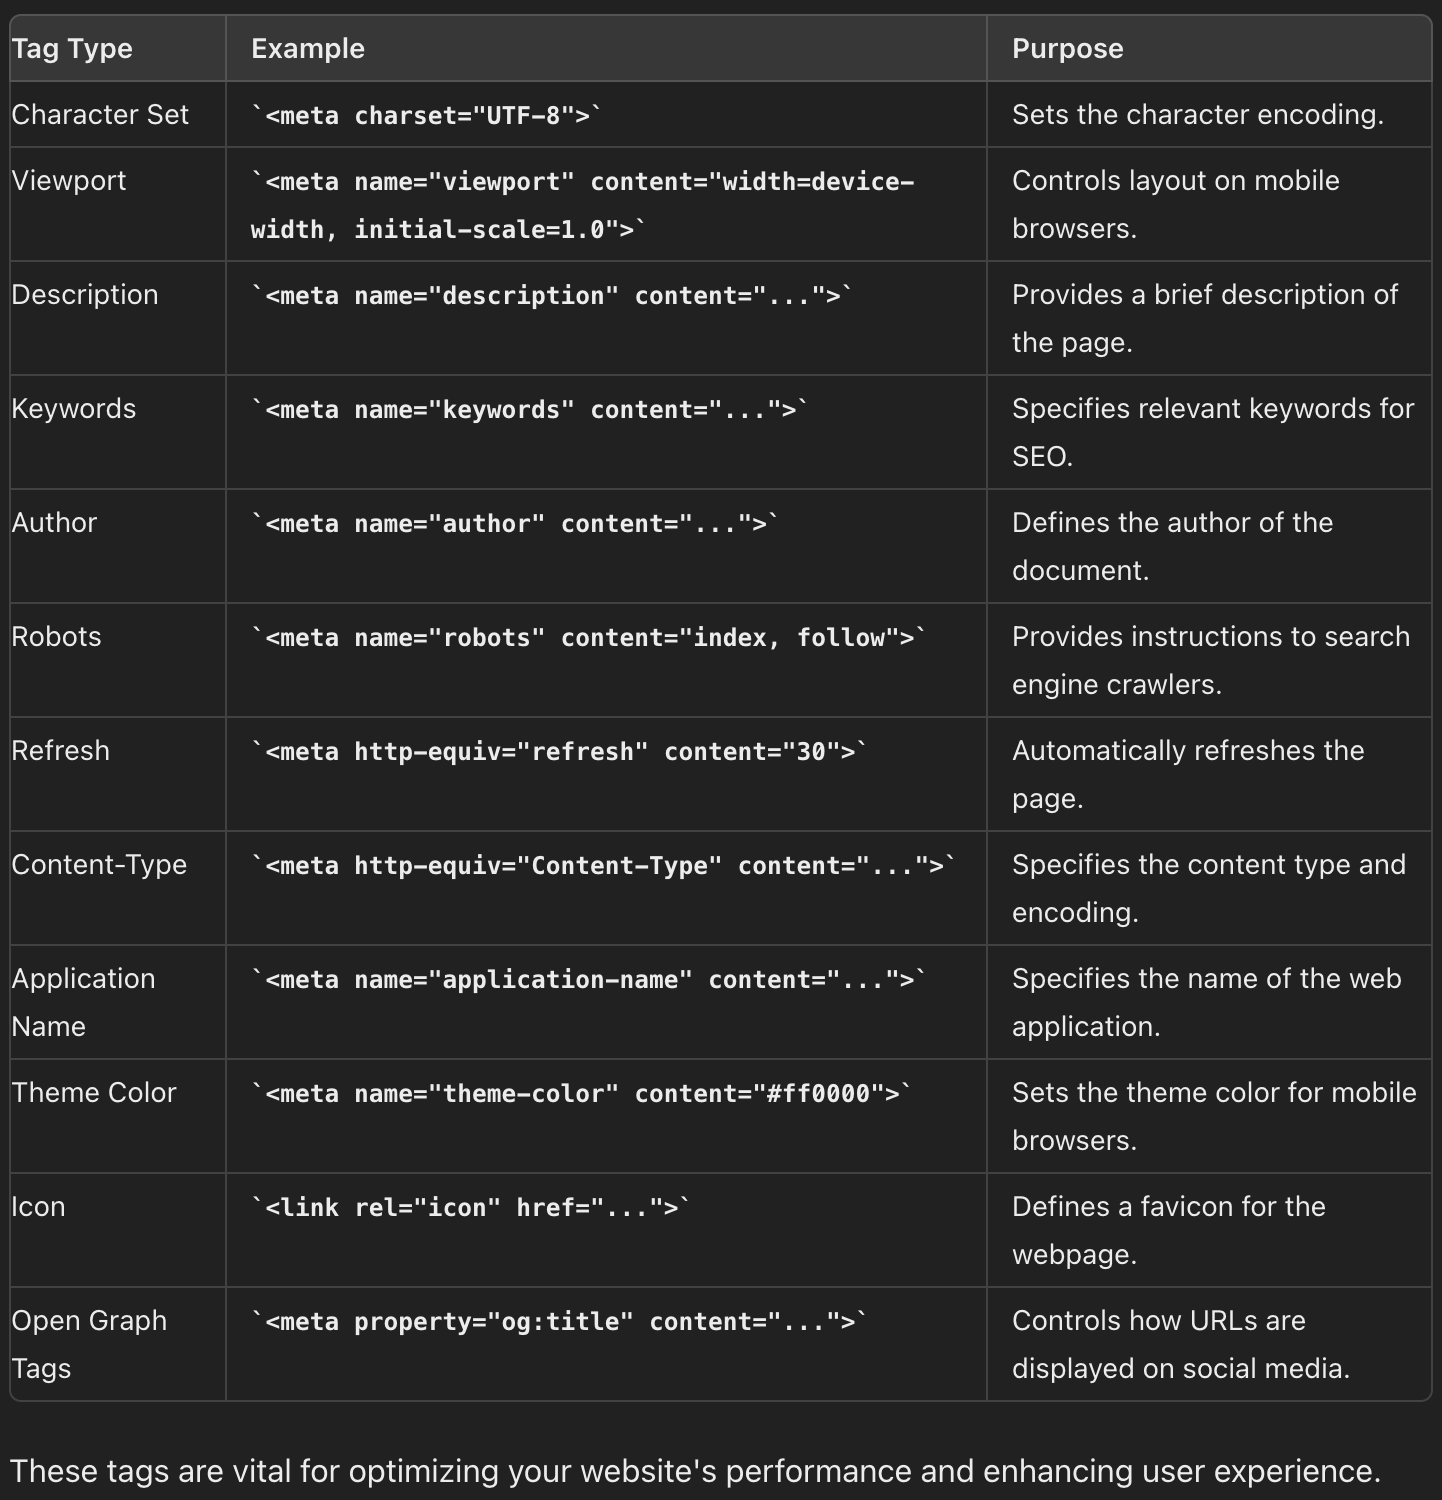 Tag Type Example Purpose
Character Set `<meta charset="UTF-8">` Sets the character encoding.
Viewport `<meta name="viewport" content="width=device- Controls layout on mobile
width, initial-scale=1.0">` browsers.
Description `<meta name="description" content="...">` Provides a brief description of
the page.
Keywords `<meta name="keywords" content="...">` Specifies relevant keywords for
SEO.
Author `<meta name="author" content="...">` Defines the author of the
document.
Robots `<meta name="robots" content="index, follow">` Provides instructions to search
engine crawlers.
Refresh `<meta http-equiv="refresh" content="30">` Automatically refreshes the
page.
Content-Type `<meta http-equiv="Content-Type" content="...">` Specifies the content type and
encoding.
Application `<meta name="application-name" content="...">` Specifies the name of the web
Name application.
Theme Color `<meta name="theme-color" content="#ff0000">` Sets the theme color for mobile
browsers.
Icon `<link rel="icon" href="...">` Defines a favicon for the
webpage.
Open Graph `<meta property="og:title" content="...">` Controls how URLs are
Tags displayed on social media.
These tags are vital for optimizing your website's performance and enhancing user experience.